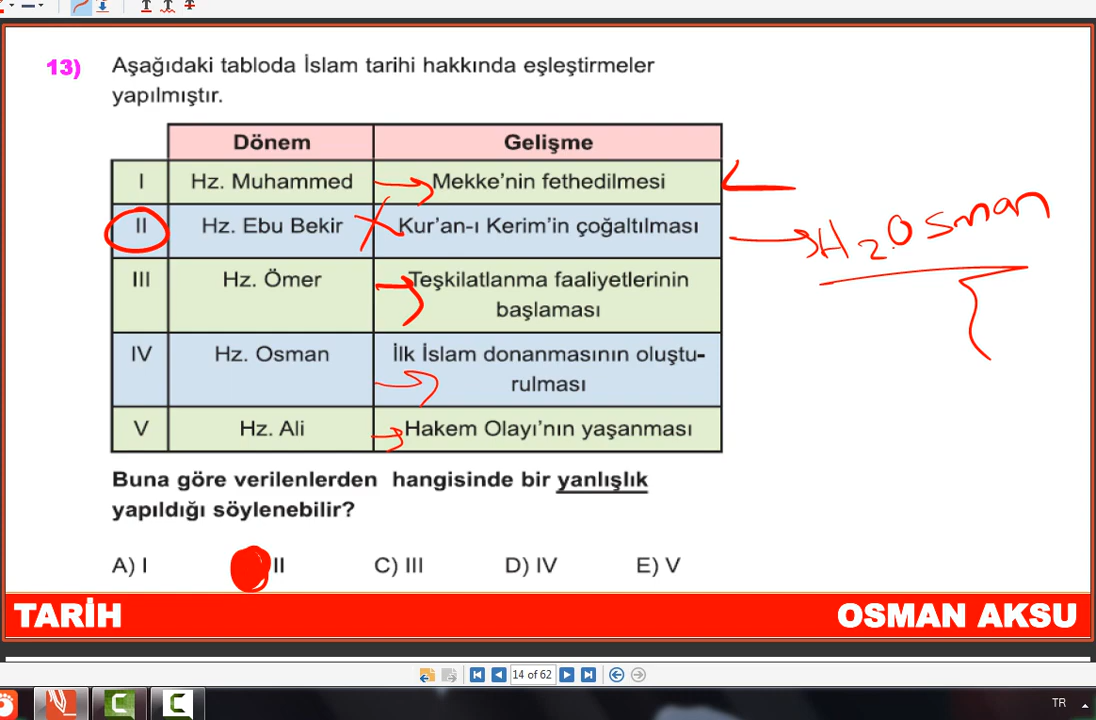 13) Aşağıdaki tabloda İslam tarihi hakkında eşleştirmeler
yapılmıştır.
Dönem Gelişme
I Hz. Muhammed Mekke'nin fethedilmesi
II Hz. Ebu Bekir Kur'an-ı Kerim'in çoğaltılması
Hz. Osman
III Hz. Ömer Teşkilatlanma faaliyetlerinin
başlaması
IV Hz. Osman İlk İslam donanmasının oluştu-
rulması
V Hz. Ali Hakem Olayı'nın yaşanması
Buna göre verilenlerden hangisinde bir yanlışlık
yapıldığı söylenebilir?
A) I II C) III D) IV E) V
TARİH OSMAN AKSU
14 of 62
TR